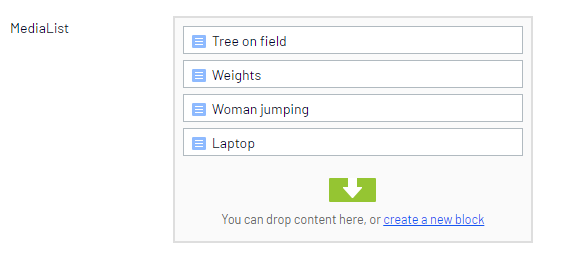 MediaList
Tree on field
Weights
Woman jumping
Laptop
You can drop content here, or create a new block